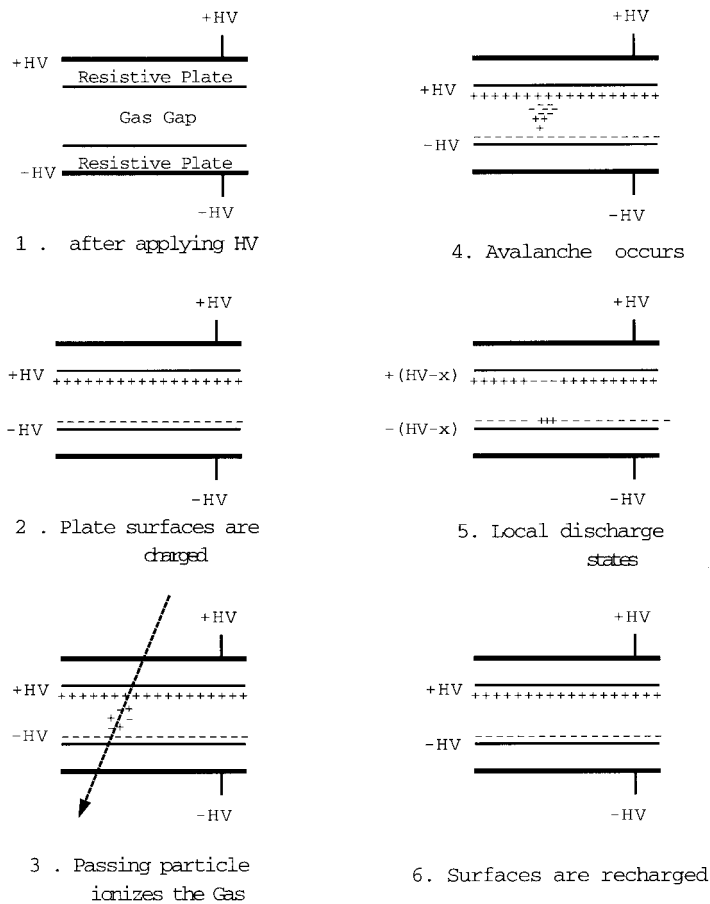 +HV
+HV
Resistive Plate
Gas Gap
Resistive Plate
-HV
-HV
1 . after applying HV
+HV
+HV
+++++++++++++++++++
-HV
-HV
2 . Plate surfaces are
charged
+HV
+HV
-HV
-HV
3 . Passing particle
ionizes the Gas
+HV
+HV
-HV
-HV
4. Avalanche occurs
+HV
+(HV-x)
-(HV-x)
-HV
5. Local discharge
states
+HV
+HV
-HV
-HV
6. Surfaces are recharged